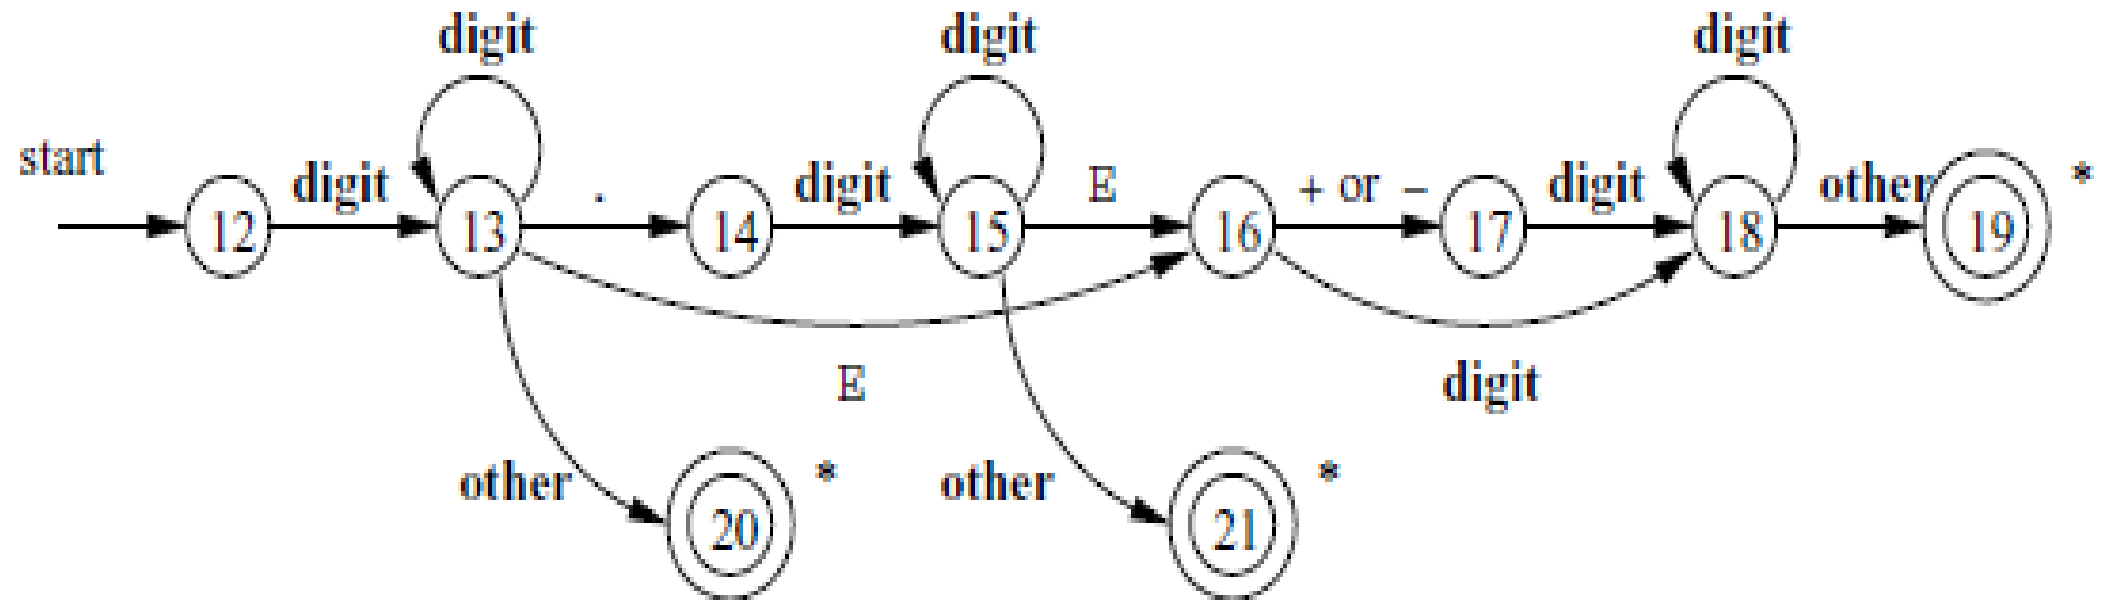 digit digit digit
start digit . digit E + or – digit other *
12 13 14 15 16 17 18 19
E digit
other * other *
20 21